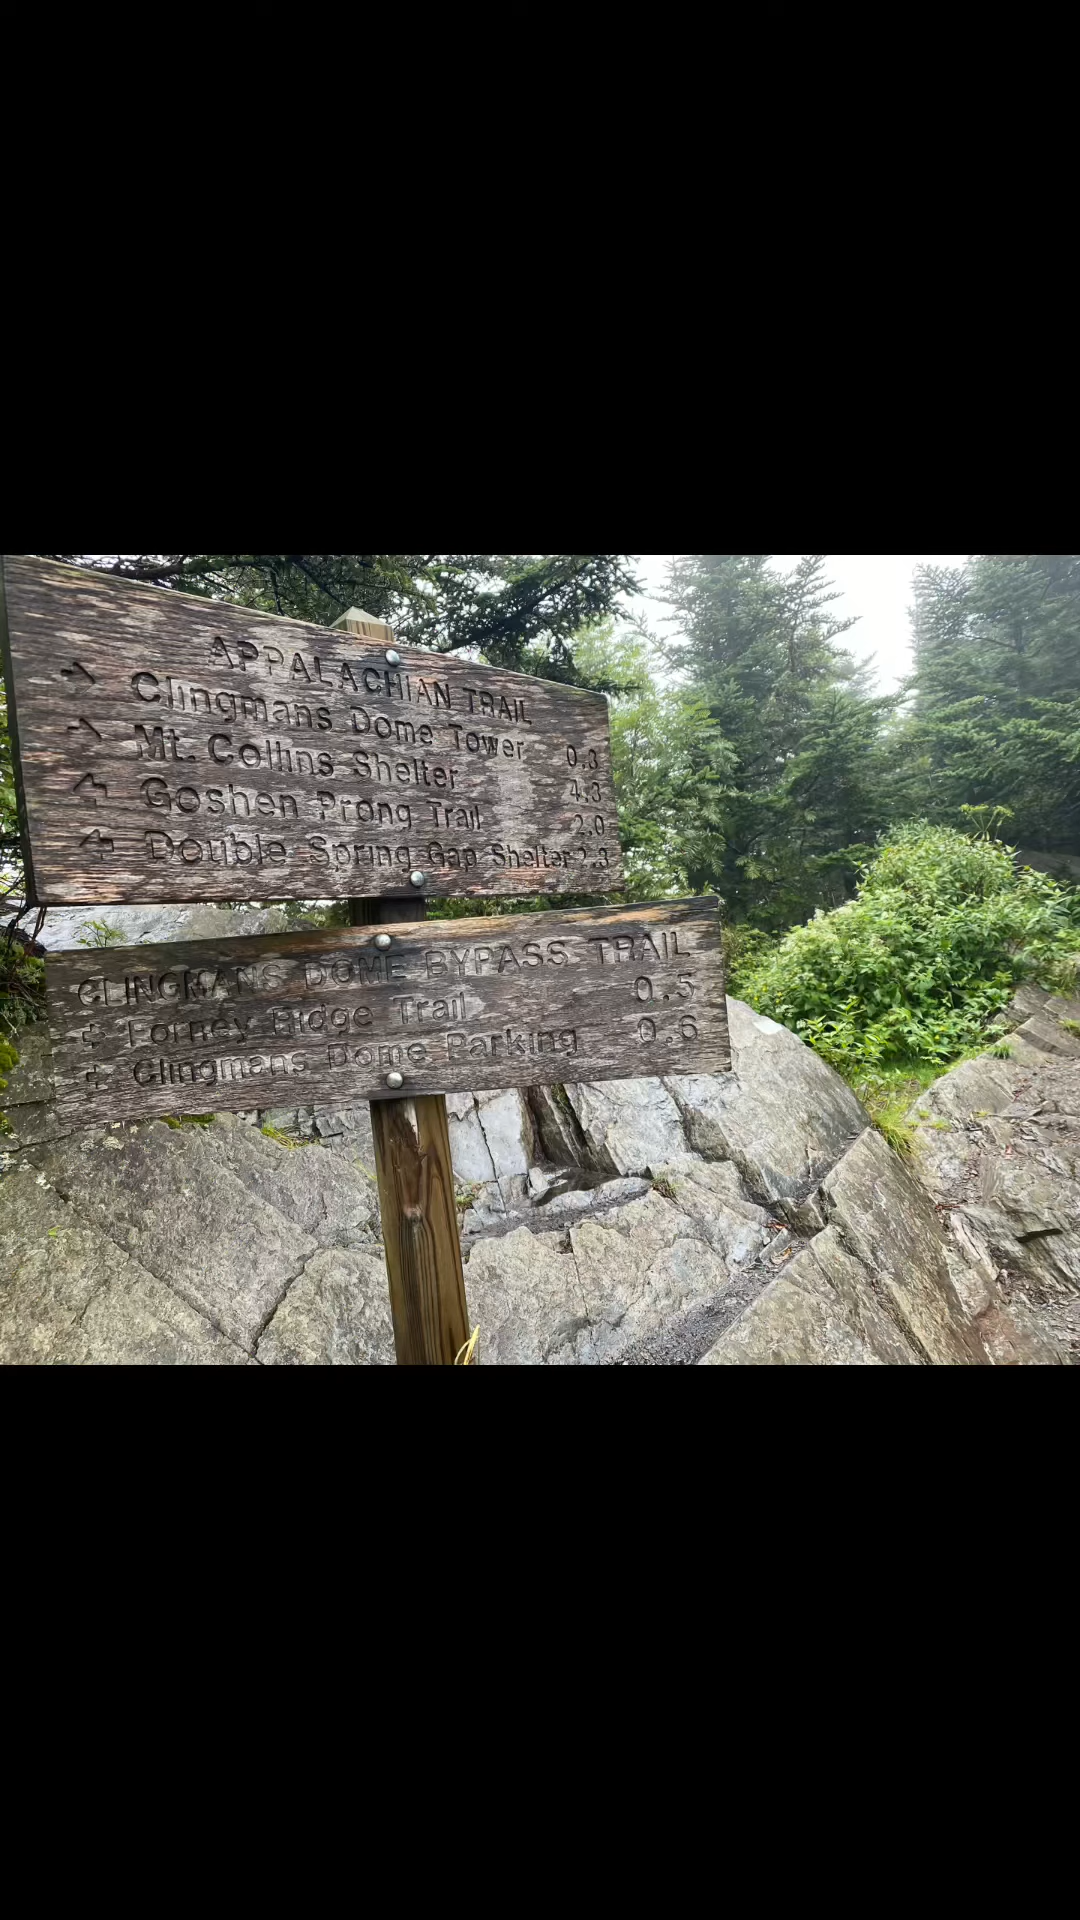 APPALACHIAN TRAIL
Clingmans Dome Tower 0.3
Mt. Collins Shelter 4.3
Goshen Prong Trail 2.0
Double Spring Gap Shelter 2.3
CLINGMANS DOME BYPASS TRAIL
Forney Ridge Trail 0.5
Clingmans Dome Parking 0.6